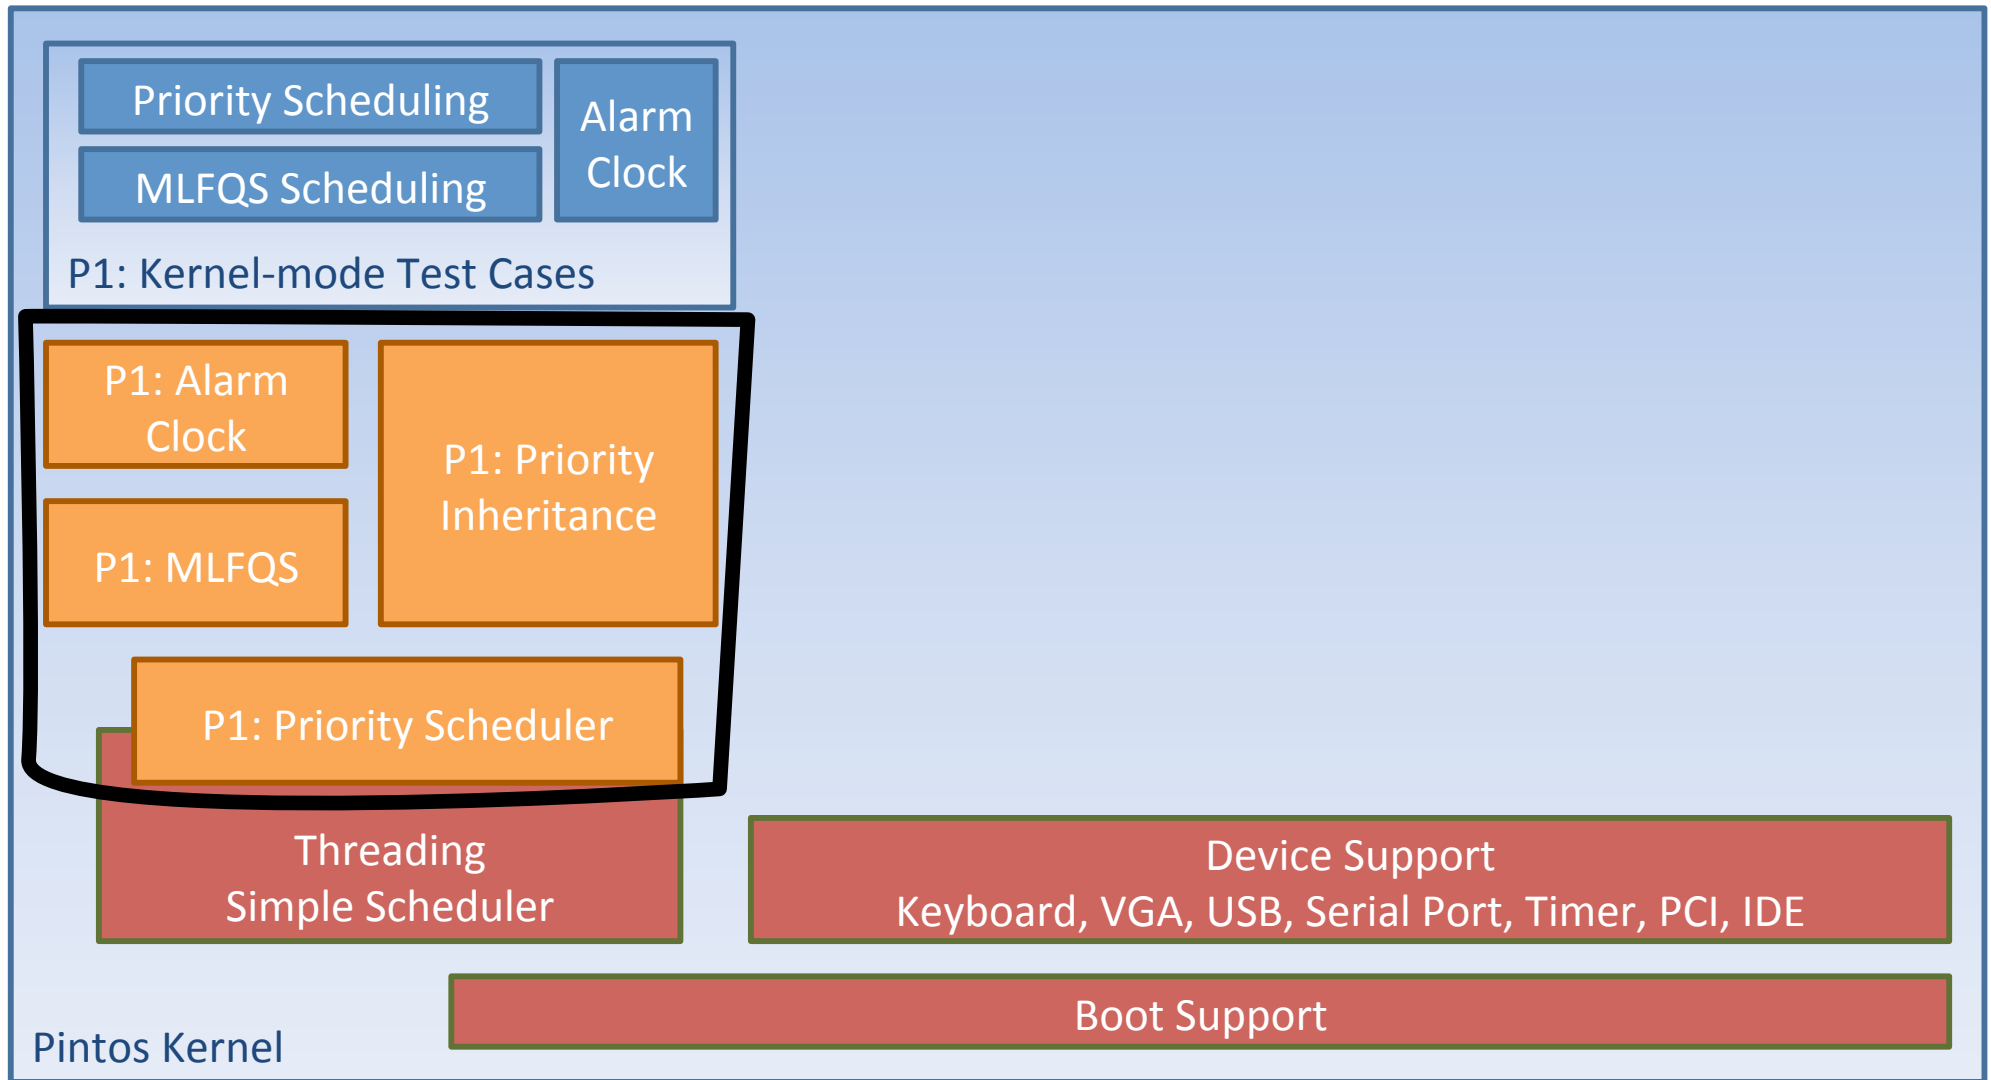 Priority Scheduling
MLFQS Scheduling
Alarm
Clock
P1: Kernel-mode Test Cases
P1: Alarm
Clock
P1: MLFQS
P1: Priority
Inheritance
P1: Priority Scheduler
Threading
Simple Scheduler
Device Support
Keyboard, VGA, USB, Serial Port, Timer, PCI, IDE
Boot Support
Pintos Kernel